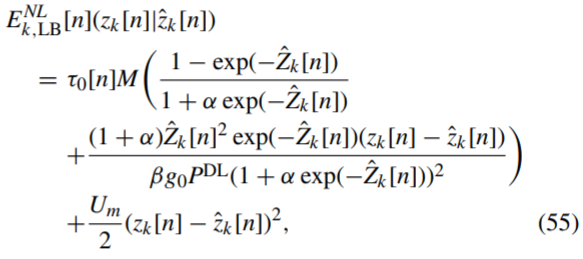 $E_{k,\mathrm{LB}}^{NL}[n](z_k[n]|\hat{z}_k[n])$
$= \tau_0[n]M\Bigg(\frac{1-\exp(-\hat{Z}_k[n])}{1+\alpha\exp(-\hat{Z}_k[n])}$
$+\frac{(1+\alpha)\hat{Z}_k[n]^2\exp(-\hat{Z}_k[n])(z_k[n]-\hat{z}_k[n])}{\beta g_0 P^{\mathrm{DL}}(1+\alpha\exp(-\hat{Z}_k[n]))^2}\Bigg)$
$+\frac{U_m}{2}(z_k[n]-\hat{z}_k[n])^2, \quad (55)$